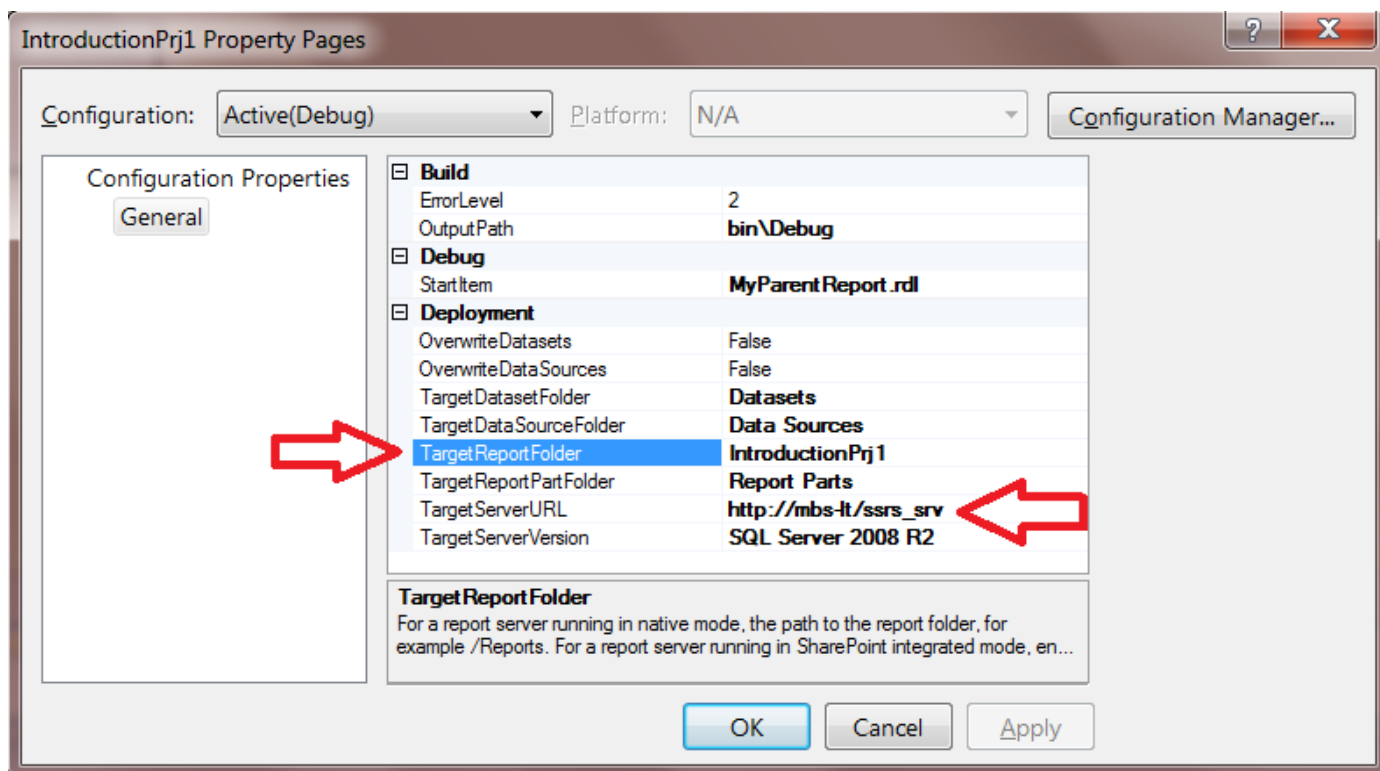 IntroductionPrj1 Property Pages
Configuration: Active(Debug) Platform: N/A Configuration Manager...
Configuration Properties
General
Build
ErrorLevel 2
OutputPath bin\Debug
Debug
StartItem MyParentReport.rdl
Deployment
OverwriteDatasets False
OverwriteDataSources False
TargetDatasetFolder Datasets
TargetDataSourceFolder Data Sources
TargetReportFolder IntroductionPrj1
TargetReportPartFolder Report Parts
TargetServerURL http://mbs-lt/ssrs_srv
TargetServerVersion SQL Server 2008 R2
TargetReportFolder
For a report server running in native mode, the path to the report folder, for
example /Reports. For a report server running in SharePoint integrated mode, en...
OK Cancel Apply